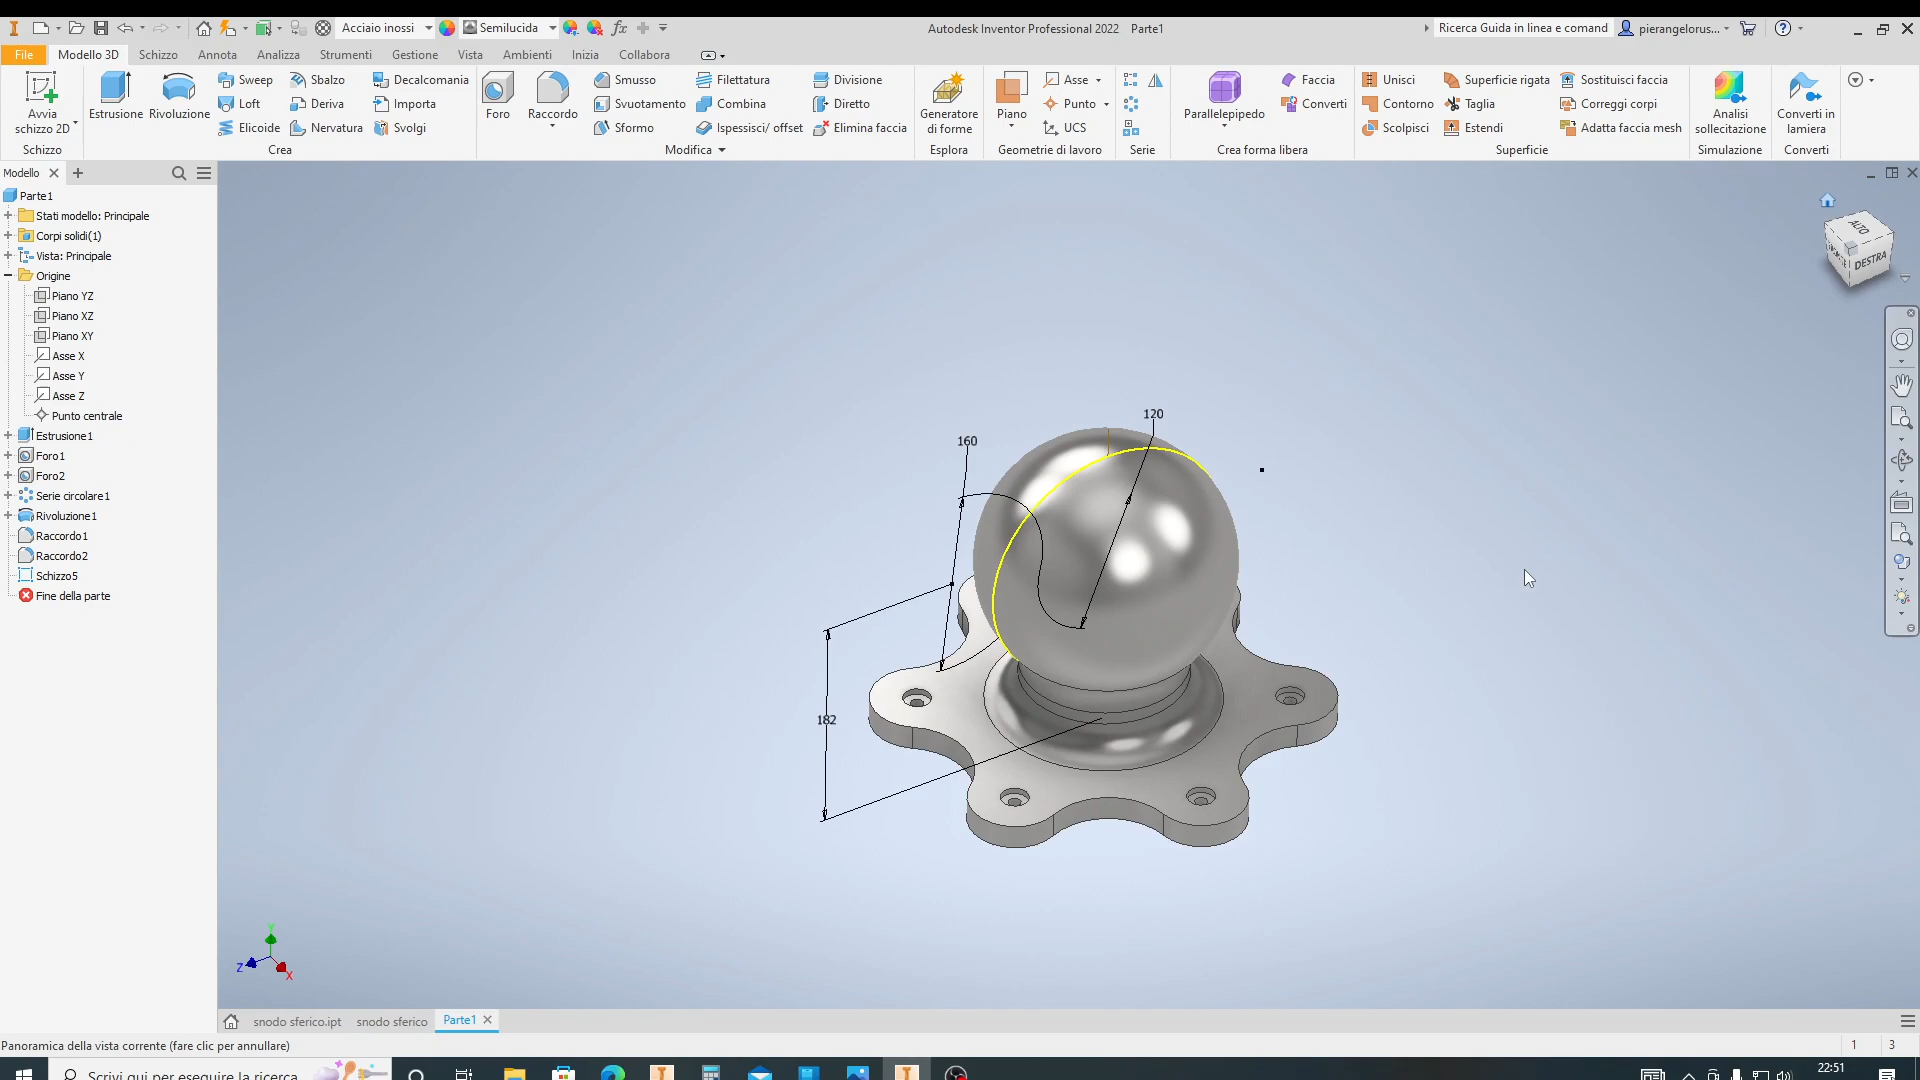 Acciaio inossi
Semilucida
Autodesk Inventor Professional 2022 Parte1
Ricerca Guida in linea e comand
pierangelorus...
File Modello 3D Schizzo Annota Analizza Strumenti Gestione Vista Ambienti Inizia Collabora
Avvia
schizzo 2D
Schizzo
Estrusione
Rivoluzione
Sweep
Loft
Elicoide
Sbalzo
Deriva
Nervatura
Decalcomania
Importa
Svolgi
Crea
Foro
Raccordo
Smusso
Svuotamento
Sformo
Filettatura
Combina
Ispessisci/ offset
Divisione
Diretto
Elimina faccia
Modifica
Generatore
di forme
Esplora
Piano
Asse
Punto
UCS
Geometrie di lavoro
Serie
Parallelepipedo
Faccia
Converti
Crea forma libera
Unisci
Contorno
Scolpisci
Superficie rigata
Taglia
Estendi
Sostituisci faccia
Correggi corpi
Adatta faccia mesh
Superficie
Analisi
sollecitazione
Simulazione
Converti in
lamiera
Converti
Modello
Parte1
Stati modello: Principale
Corpi solidi(1)
Vista: Principale
Origine
Piano YZ
Piano XZ
Piano XY
Asse X
Asse Y
Asse Z
Punto centrale
Estrusione1
Foro1
Foro2
Serie circolare1
Rivoluzione1
Raccordo1
Raccordo2
Schizzo5
Fine della parte
ALTO
DESTRA
120
160
182
Y
Z
X
snodo sferico.ipt snodo sferico Parte1
Panoramica della vista corrente (fare clic per annullare)
1 3
Scrivi qui per eseguire la ricerca
22:51